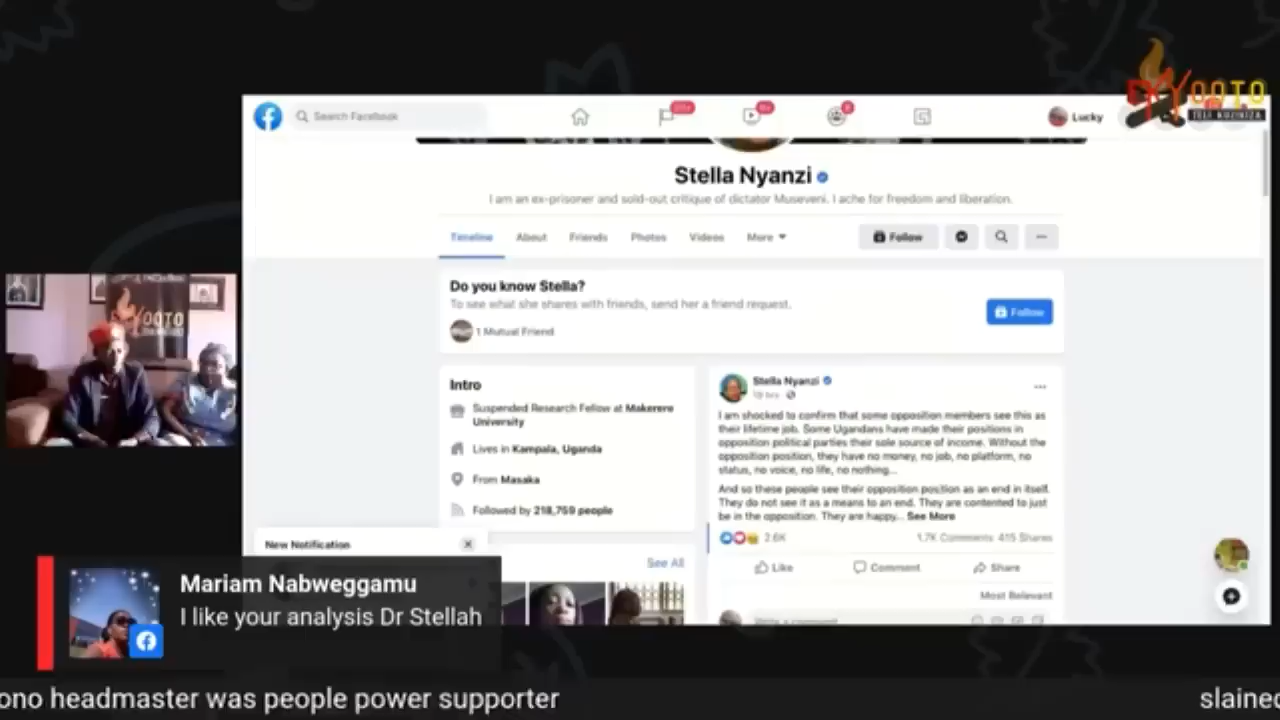 Search Facebook
Lucky
YOOTO
Stella Nyanzi
I am an ex-prisoner and sold-out critique of dictator Museveni. I ache for freedom and liberation.
Timeline
About
Friends
Photos
Videos
More
Follow
Do you know Stella?
To see what she shares with friends, send her a friend request.
1 Mutual Friend
Follow
YOOTO
Intro
Suspended Research Fellow at Makerere
University
Lives in Kampala, Uganda
From Masaka
Followed by 218,759 people
Stella Nyanzi
I am shocked to confirm that some opposition members see this as
their lifetime job. Some Ugandans have made their positions in
opposition political parties their sole source of income. Without the
opposition position, they have no money, no job, no platform, no
status, no voice, no life, no nothing...
And so these people see their opposition position as an end in itself.
They do not see it as a means to an end. They are contented to just
be in the opposition. They are happy... See More
2.6K
1.7K Comments 415 Shares
Like
Comment
Share
Most Relevant
Write a comment
New Notification
See All
Mariam Nabweggamu
I like your analysis Dr Stellah
ono headmaster was people power supporter
slained